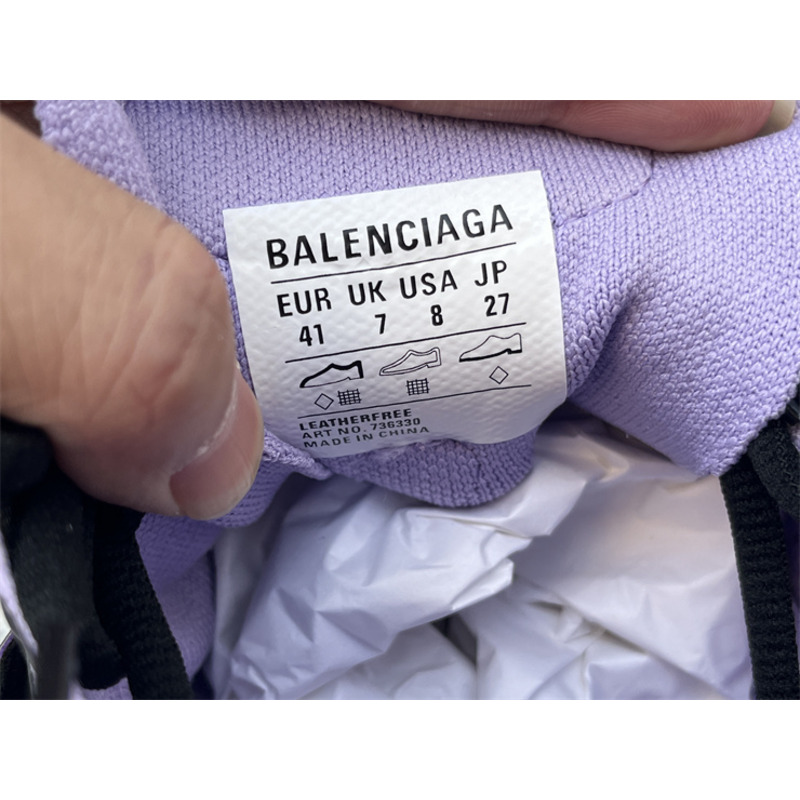 BALENCIAGA
EUR UK USA JP
41 7 8 27
LEATHERFREE
ART NO. 736330
MADE IN CHINA